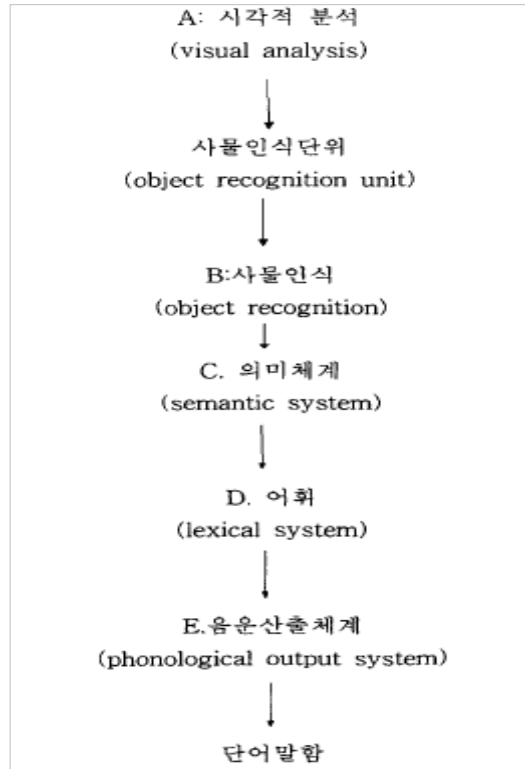 A: 시각적 분석
(visual analysis)
사물인식단위
(object recognition unit)
B:사물인식
(object recognition)
C. 의미체계
(semantic system)
D. 어휘
(lexical system)
E.음운산출체계
(phonological output system)
단어말함